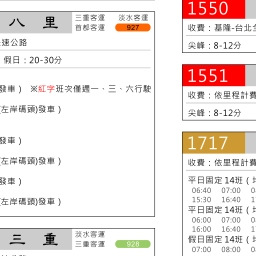 八 里
三重客運
首都客運
淡水客運
927
速公路
假日：20-30分
發車） ※紅字班次僅週一、三、六行駛
左岸碼頭)發車）
發車）
左岸碼頭)發車）
發車）
左岸碼頭)發車）
三 重
淡水客運
三重客運
928
1550
收費：基隆-台北全
尖峰：8-12分
1551
收費：依里程計費
尖峰：8-12分
1717
收費：依里程計費
平日固定14班（
06:40 07:00
15:30 16:40
平日固定14班（
06:00 07:00
16:00 16:40
假日固定14班（
07:00 08:00